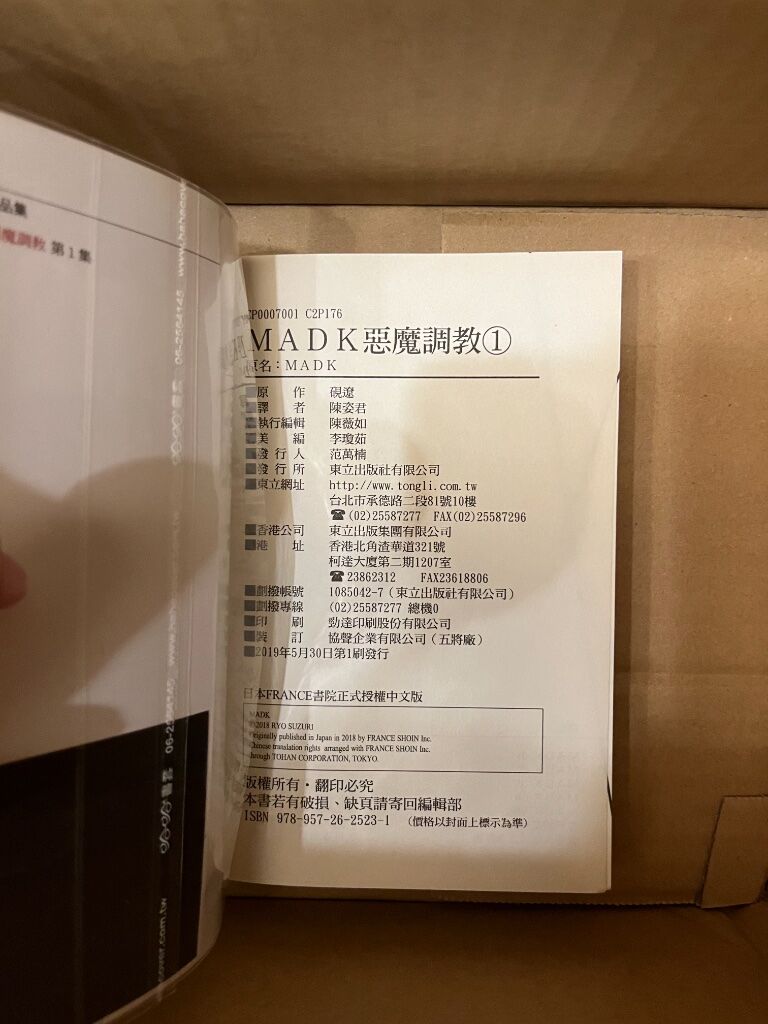 品集
魔調教 第1集
P0007001 C2P176
MADK惡魔調教①
原名：MADK
■原作 硯遼
■譯者 陳姿君
■執行編輯 陳薇如
■美編 李瓊茹
■發行人 范萬楠
■發行所 東立出版社有限公司
■東立網址 http://www.tongli.com.tw
台北市承德路二段81號10樓
☎(02)25587277 FAX(02)25587296
■香港公司 東立出版集團有限公司
■港址 香港北角渣華道321號
柯達大廈第二期1207室
☎23862312 FAX23618806
■劃撥帳號 1085042-7（東立出版社有限公司）
■劃撥專線 (02)25587277 總機0
■印刷 勁達印刷股份有限公司
■裝訂 協聲企業有限公司（五將廠）
■2019年5月30日第1刷發行
日本FRANCE書院正式授權中文版
MADK
©2018 RYO SUZURI
Originally published in Japan in 2018 by FRANCE SHOIN Inc.
Chinese translation rights arranged with FRANCE SHOIN Inc.
through TOHAN CORPORATION, TOKYO.
版權所有・翻印必究
本書若有破損、缺頁請寄回編輯部
ISBN 978-957-26-2523-1 （價格以封面上標示為準）